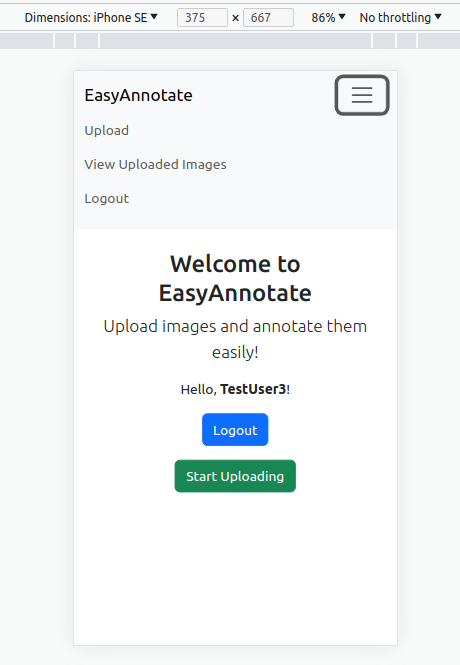 Dimensions: iPhone SE ▼ 375 × 667 86% ▼ No throttling ▼
EasyAnnotate
Upload
View Uploaded Images
Logout
Welcome to
EasyAnnotate
Upload images and annotate them
easily!
Hello, TestUser3!
Logout
Start Uploading